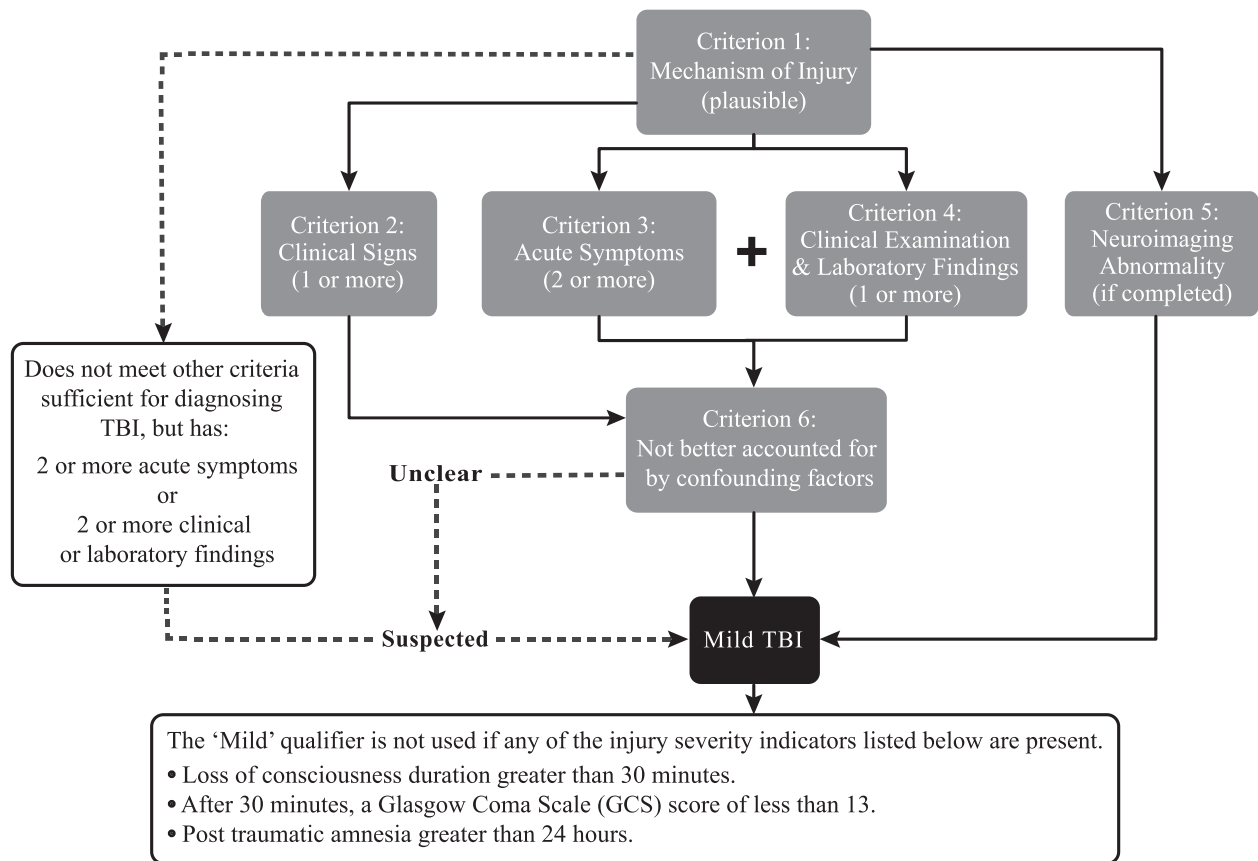 Criterion 1:
Mechanism of Injury
(plausible)
Criterion 2:
Clinical Signs
(1 or more)
Criterion 3:
Acute Symptoms
(2 or more)
+
Criterion 4:
Clinical Examination
& Laboratory Findings
(1 or more)
Criterion 5:
Neuroimaging
Abnormality
(if completed)
Does not meet other criteria
sufficient for diagnosing
TBI, but has:
2 or more acute symptoms
or
2 or more clinical
or laboratory findings
Criterion 6:
Not better accounted for
by confounding factors
Unclear
Suspected
Mild TBI
The ‘Mild’ qualifier is not used if any of the injury severity indicators listed below are present.
• Loss of consciousness duration greater than 30 minutes.
• After 30 minutes, a Glasgow Coma Scale (GCS) score of less than 13.
• Post traumatic amnesia greater than 24 hours.